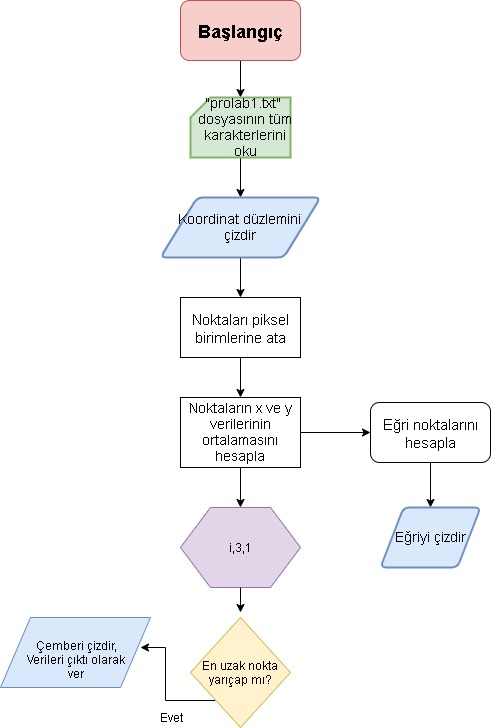 Başlangıç
"prolab1.txt"
dosyasının tüm
karakterlerini
oku
Koordinat düzlemini
çizdir
Noktaları piksel
birimlerine ata
Noktaların x ve y
verilerinin
ortalamasını
hesapla
Eğri noktalarını
hesapla
Eğriyi çizdir
i,3,1
En uzak nokta
yarıçap mı?
Evet
Çemberi çizdir,
Verileri çıktı olarak
ver